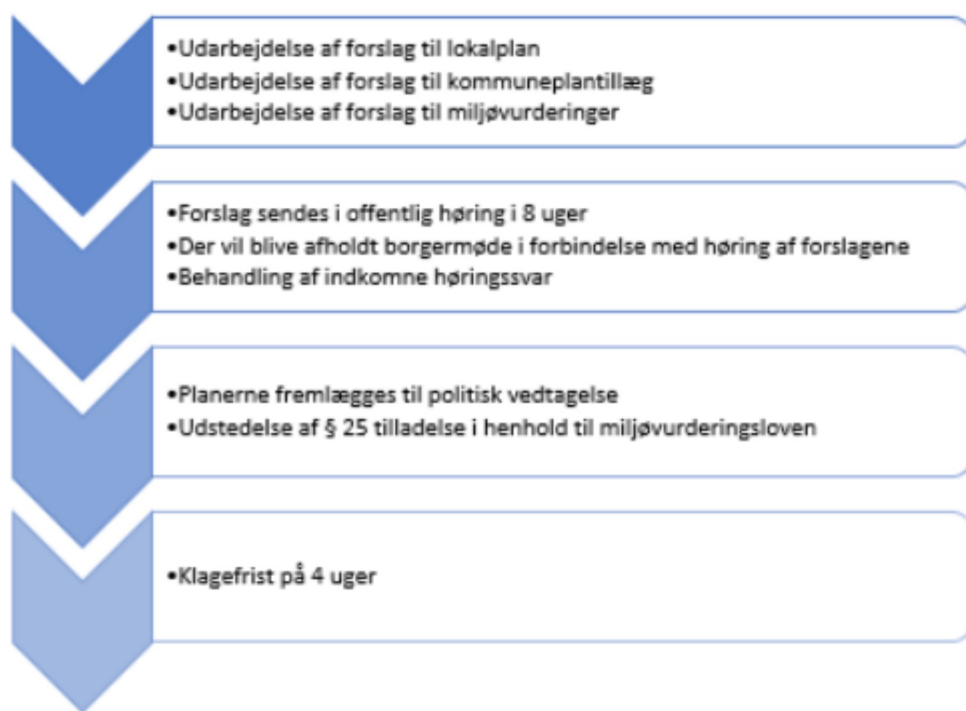 •Udarbejdelse af forslag til lokalplan
•Udarbejdelse af forslag til kommuneplantillæg
•Udarbejdelse af forslag til miljøvurderinger
•Forslag sendes i offentlig høring i 8 uger
•Der vil blive afholdt borgermøde i forbindelse med høring af forslagene
•Behandling af indkomne høringssvar
•Planerne fremlægges til politisk vedtagelse
•Udstedelse af § 25 tilladelse i henhold til miljøvurderingsloven
•Klagefrist på 4 uger